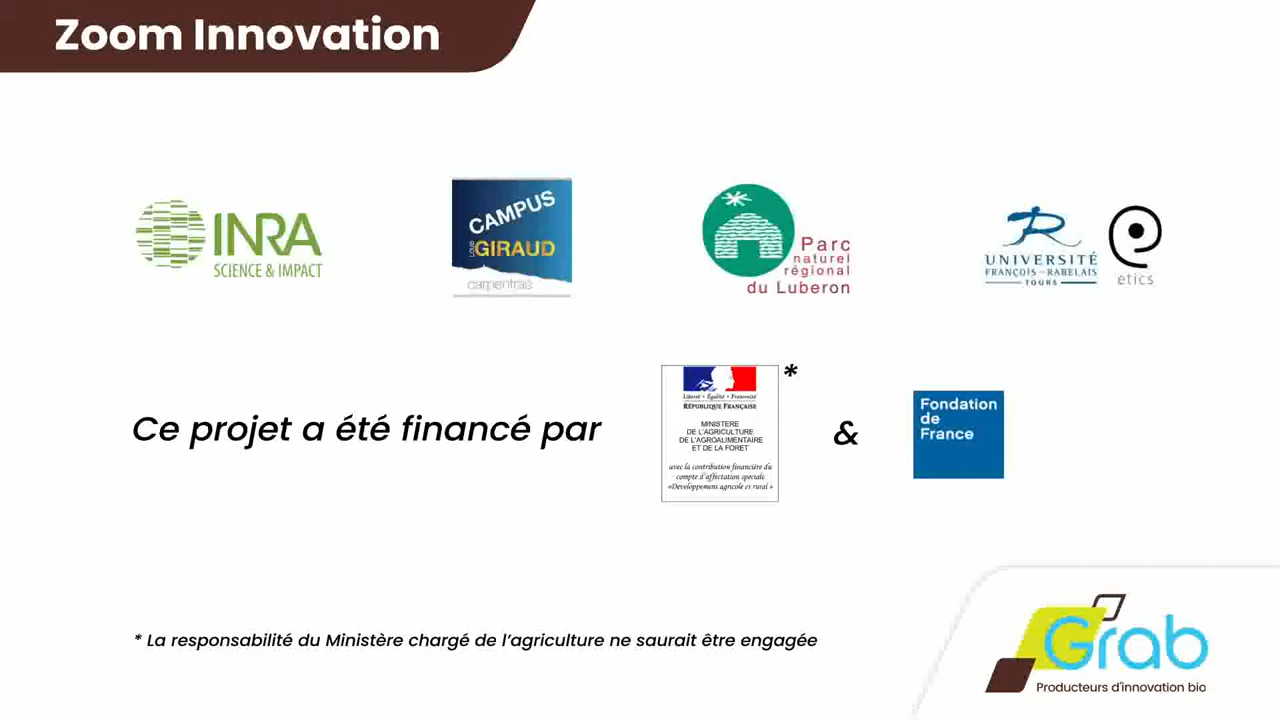 Zoom Innovation
INRA
SCIENCE & IMPACT
CAMPUS
Louis
GIRAUD
carpentras
Parc
naturel
régional
du Luberon
UNIVERSITÉ
FRANÇOIS–RABELAIS
TOURS
etics
Ce projet a été financé par
Liberté • Égalité • Fraternité
RÉPUBLIQUE FRANÇAISE
MINISTERE
DE L'AGRICULTURE
DE L'AGROALIMENTAIRE
ET DE LA FORET
avec la contribution financière du
compte d'affectation speciale
«Developpement agricole et rural »
*
&
Fondation
de
France
* La responsabilité du Ministère chargé de l’agriculture ne saurait être engagée
Grab
Producteurs d'innovation bio